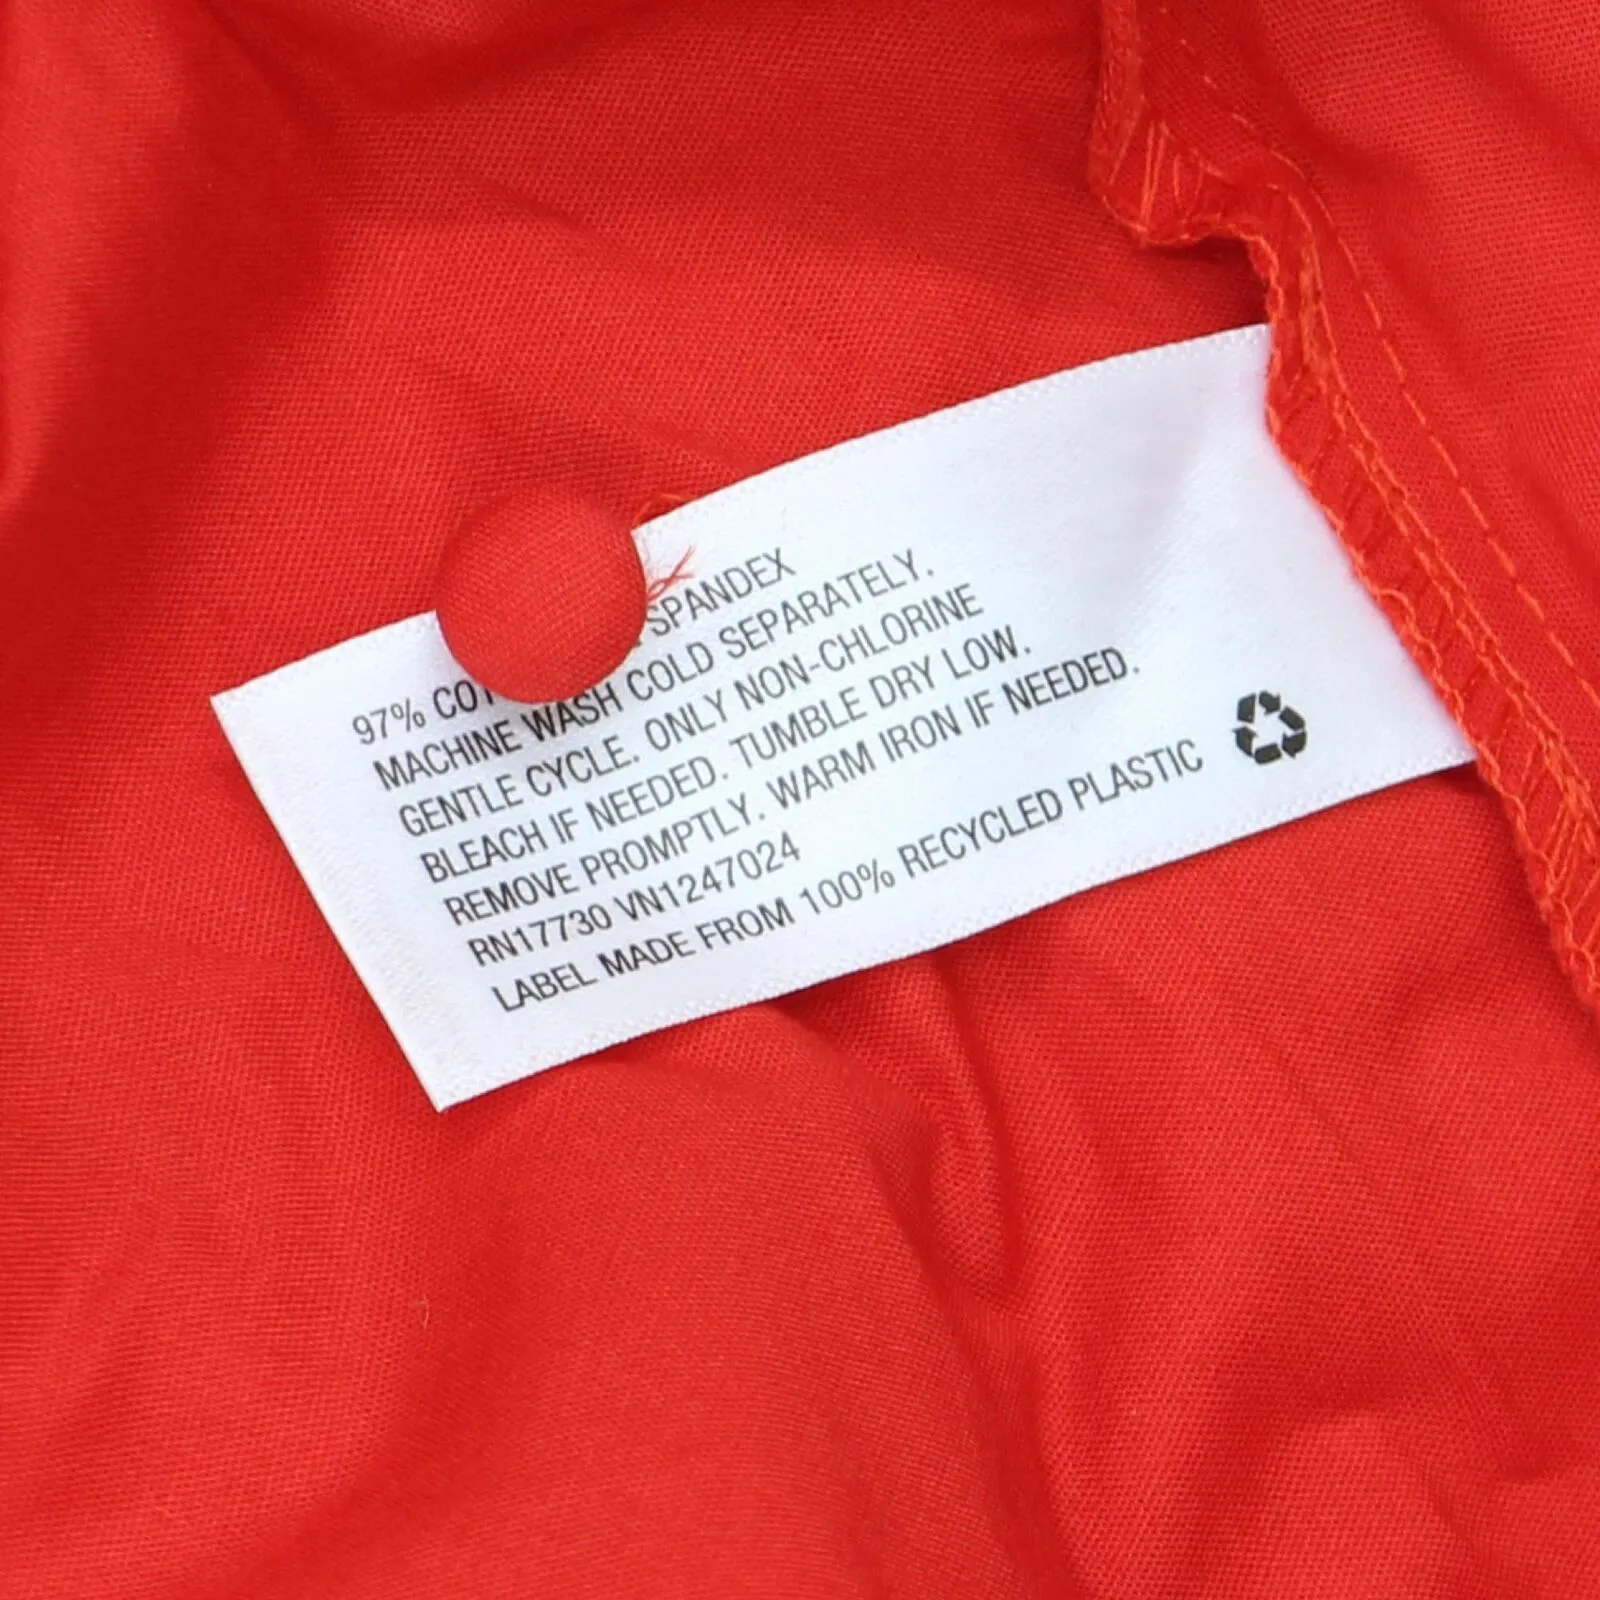 97% SPANDEX
MACHINE WASH COLD SEPARATELY.
GENTLE CYCLE. ONLY NON-CHLORINE
BLEACH IF NEEDED. TUMBLE DRY LOW.
REMOVE PROMPTLY. WARM IRON IF NEEDED.
RN17730 VN1247024
LABEL MADE FROM 100% RECYCLED PLASTIC